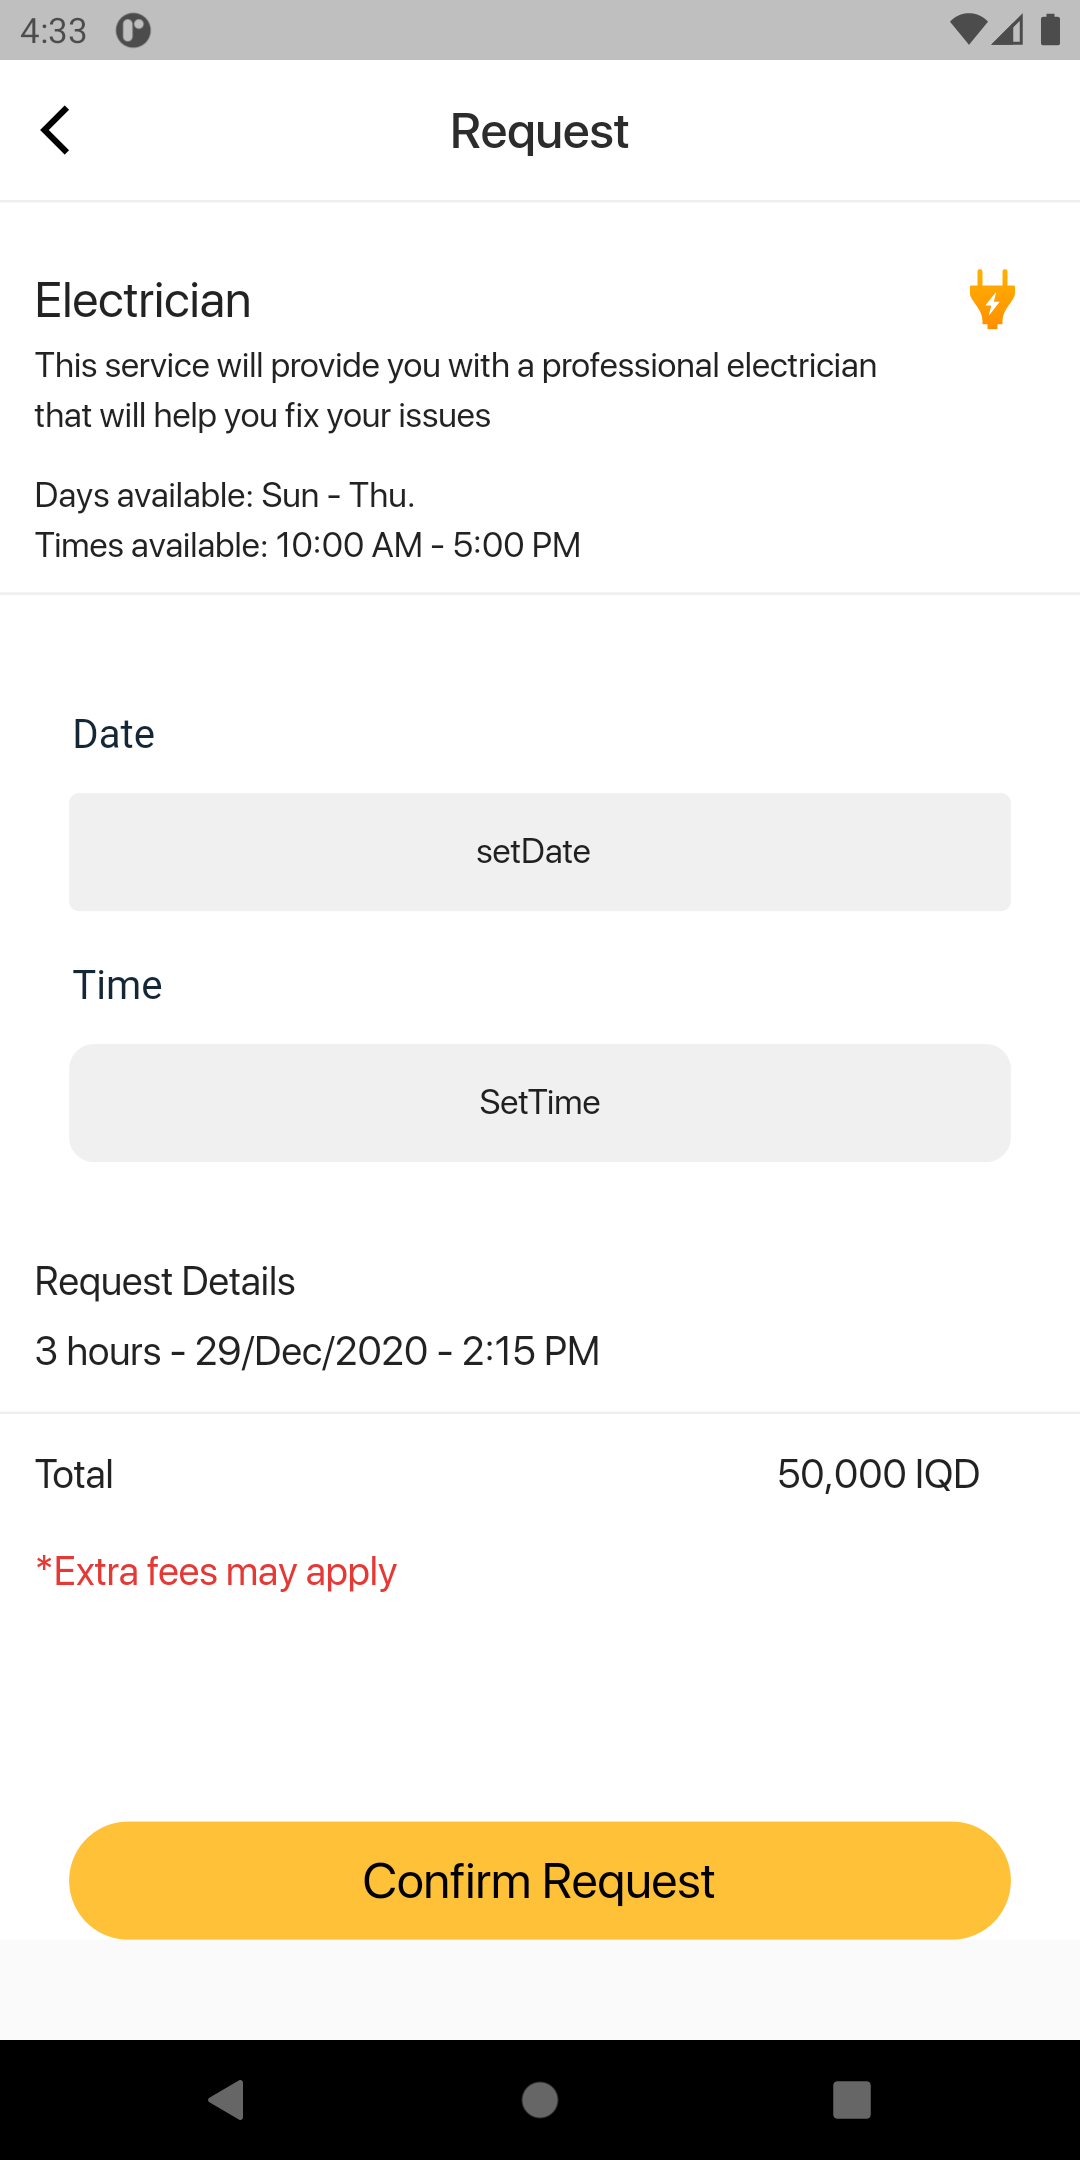 4:33
Request
Electrician
This service will provide you with a professional electrician
that will help you fix your issues
Days available: Sun - Thu.
Times available: 10:00 AM - 5:00 PM
Date
setDate
Time
SetTime
Request Details
3 hours - 29/Dec/2020 - 2:15 PM
Total 50,000 IQD
*Extra fees may apply
Confirm Request